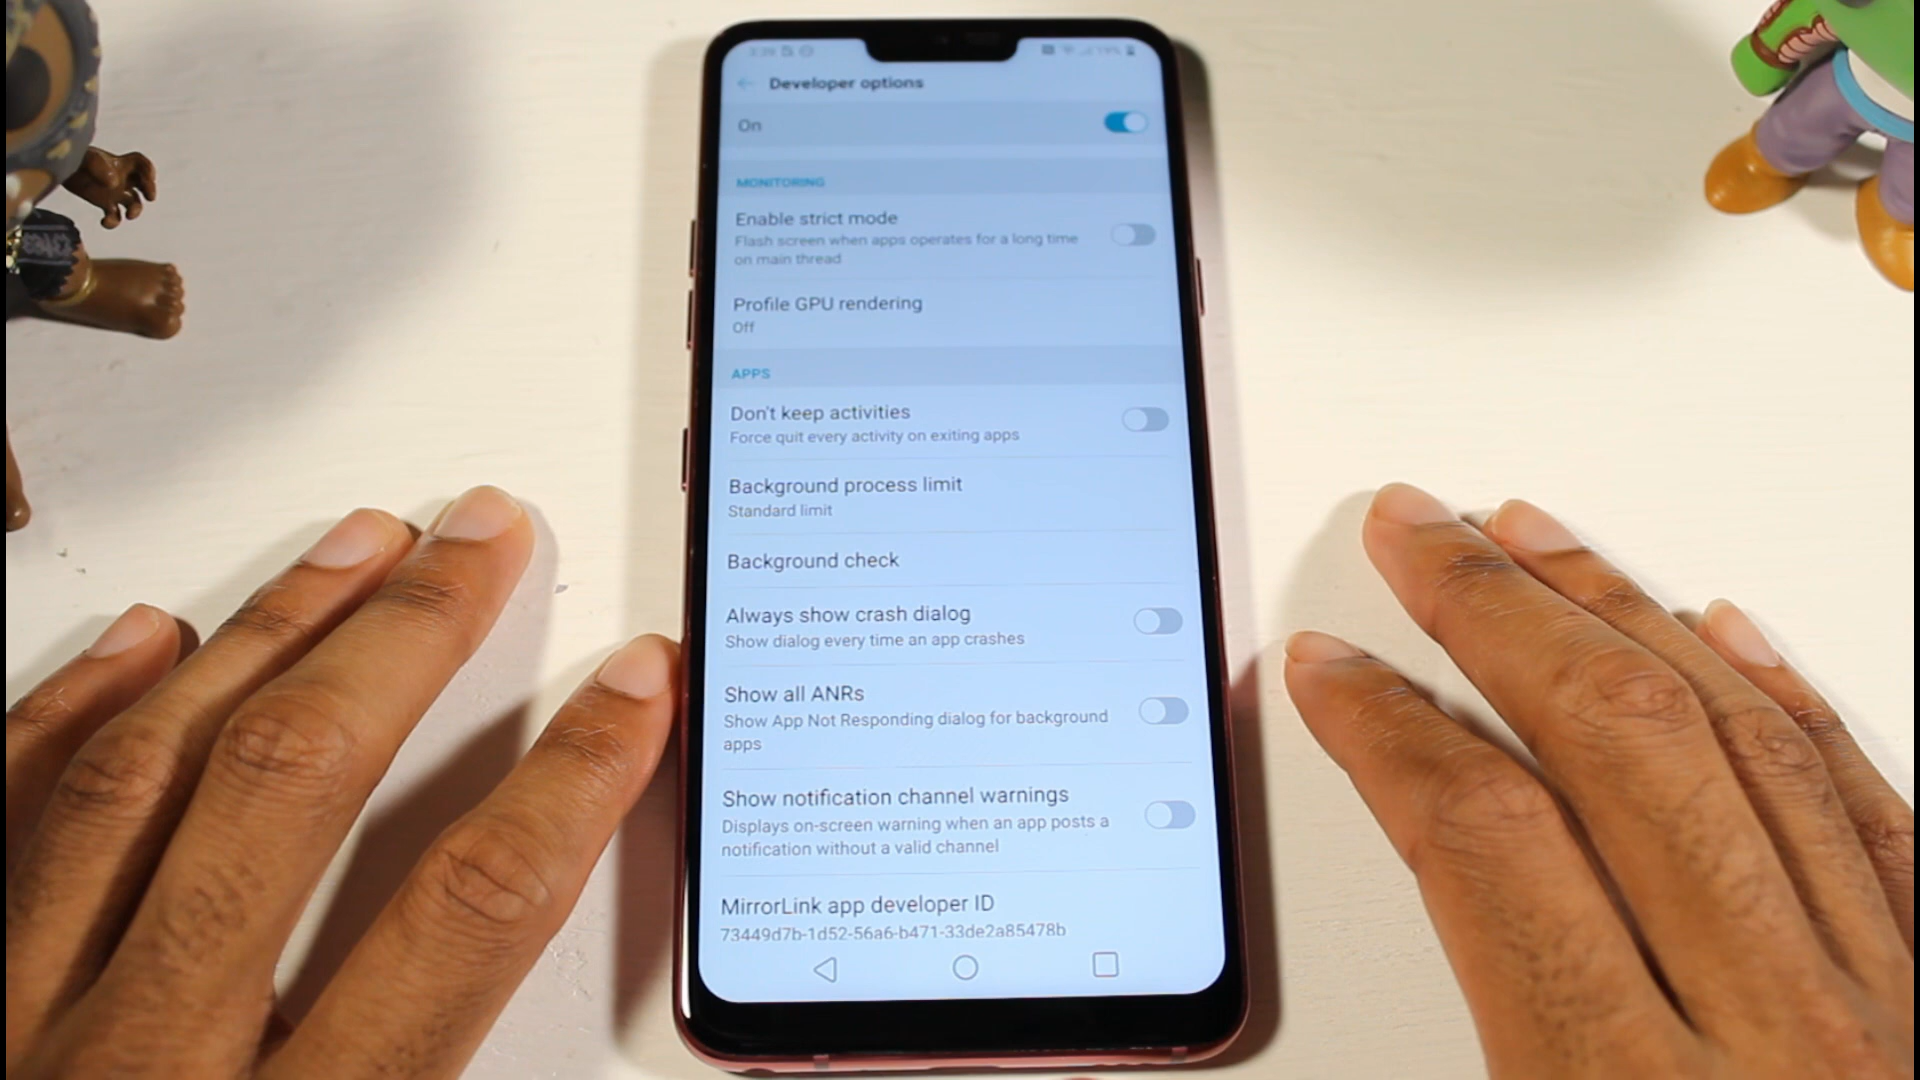 Developer options
On
MONITORING
Enable strict mode
Flash screen when apps operates for a long time
on main thread
Profile GPU rendering
Off
APPS
Don't keep activities
Force quit every activity on exiting apps
Background process limit
Standard limit
Background check
Always show crash dialog
Show dialog every time an app crashes
Show all ANRs
Show App Not Responding dialog for background
apps
Show notification channel warnings
Displays on-screen warning when an app posts a
notification without a valid channel
MirrorLink app developer ID
73449d7b-1d52-56a6-b471-33de2a85478b